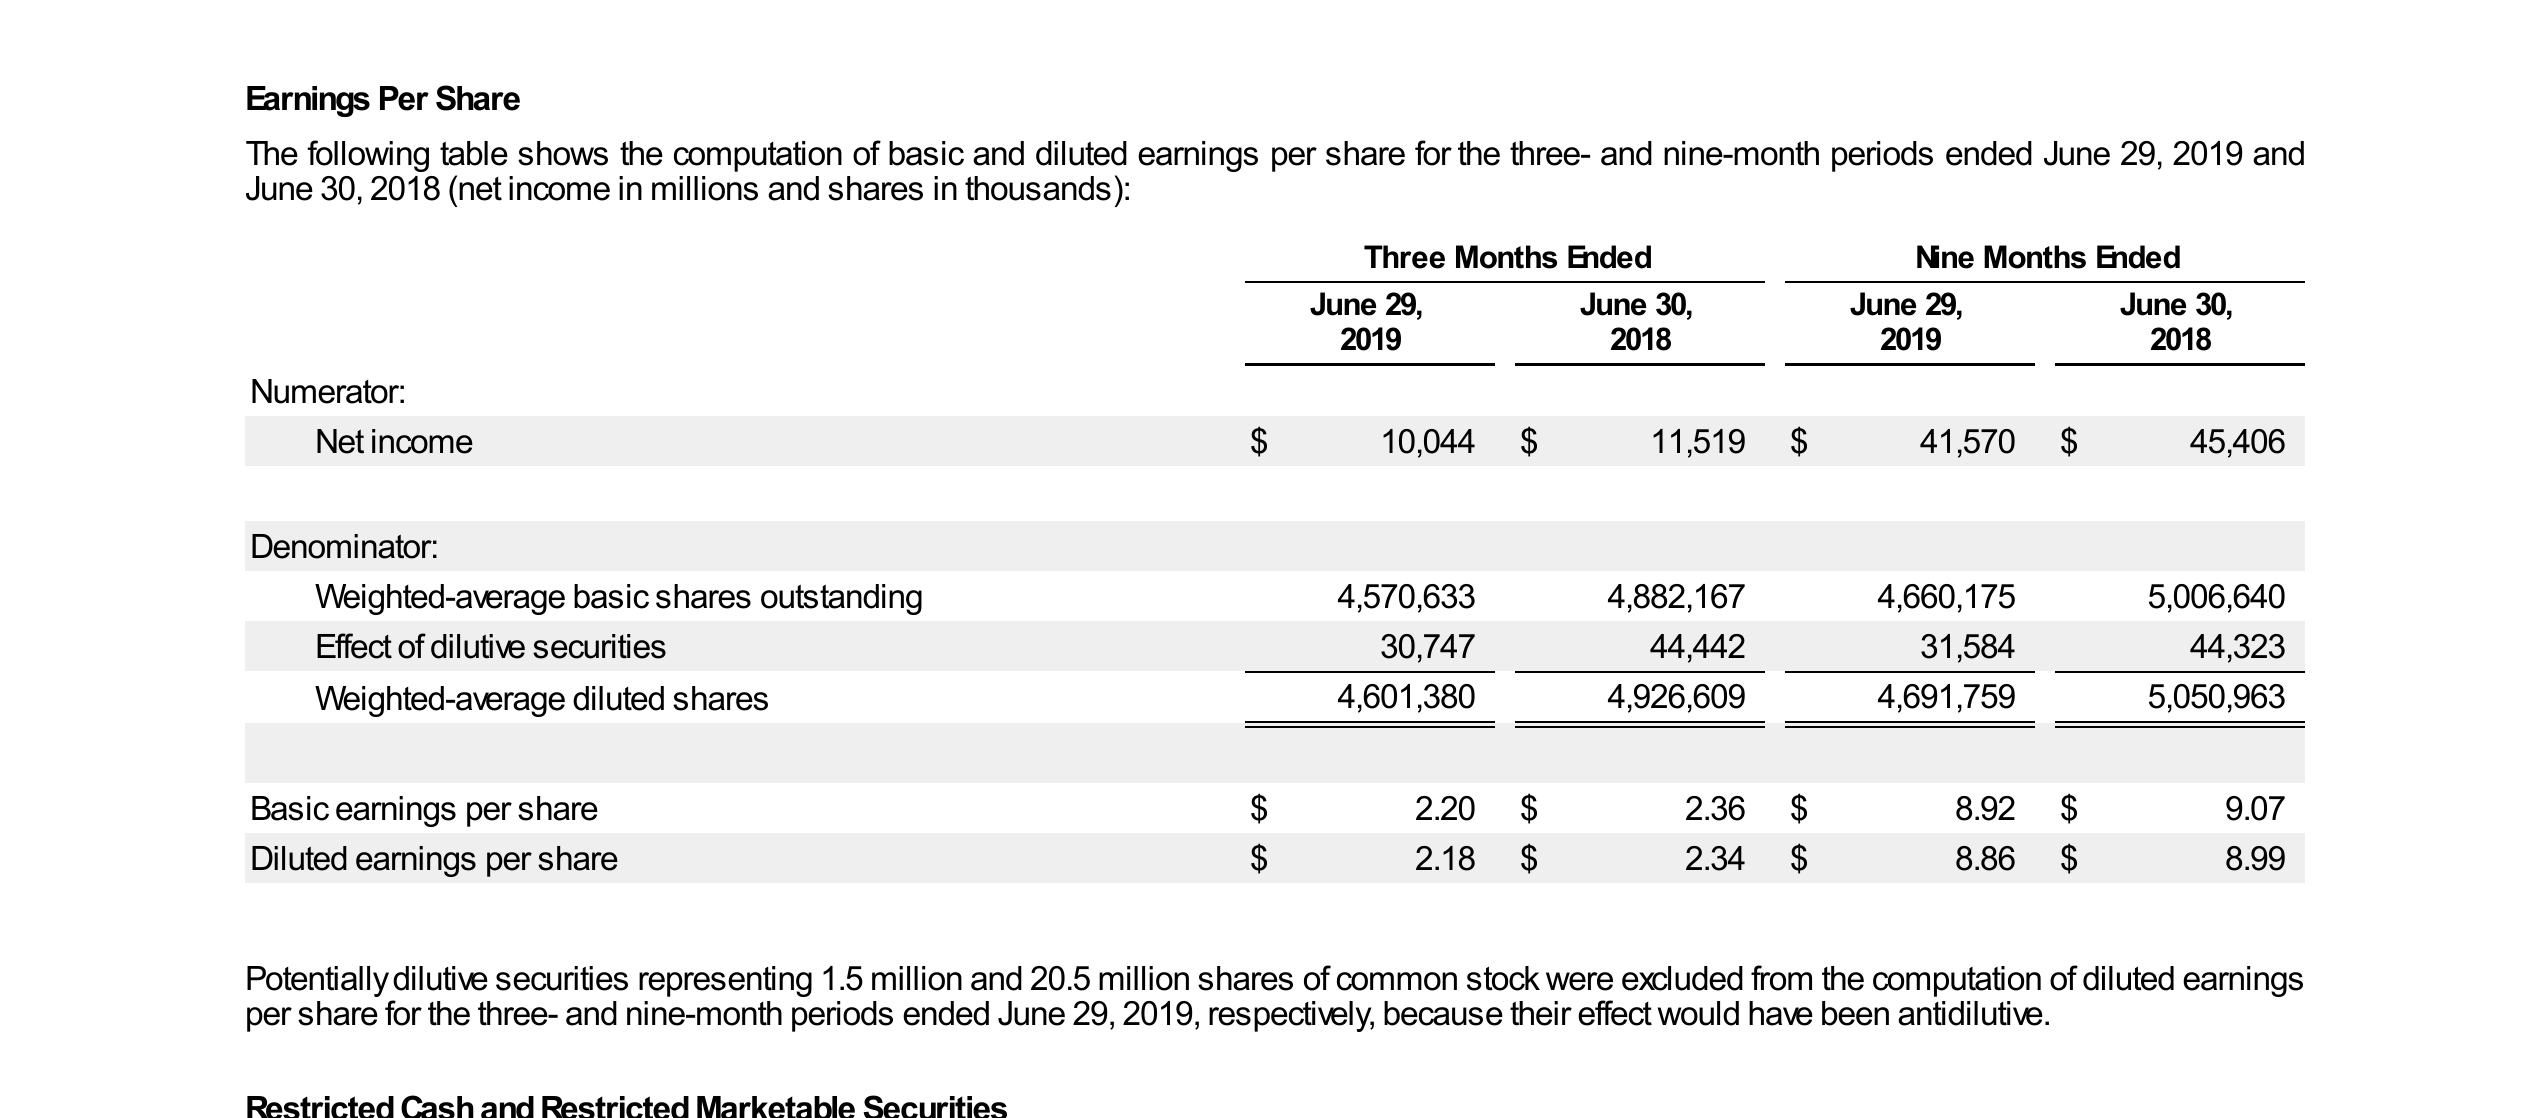 Earnings Per Share
The following table shows the computation of basic and diluted earnings per share for the three- and nine-month periods ended June 29, 2019 and
June 30, 2018 (net income in millions and shares in thousands):
Three Months Ended Nine Months Ended
June 29, June 30, June 29, June 30,
2019 2018 2019 2018
Numerator:
Net income $ 10,044 $ 11,519 $ 41,570 $ 45,406
Denominator:
Weighted-average basic shares outstanding 4,570,633 4,882,167 4,660,175 5,006,640
Effect of dilutive securities 30,747 44,442 31,584 44,323
Weighted-average diluted shares 4,601,380 4,926,609 4,691,759 5,050,963
Basic earnings per share $ 2.20 $ 2.36 $ 8.92 $ 9.07
Diluted earnings per share $ 2.18 $ 2.34 $ 8.86 $ 8.99
Potentially dilutive securities representing 1.5 million and 20.5 million shares of common stock were excluded from the computation of diluted earnings
per share for the three- and nine-month periods ended June 29, 2019, respectively, because their effect would have been antidilutive.
Restricted Cash and Restricted Marketable Securities